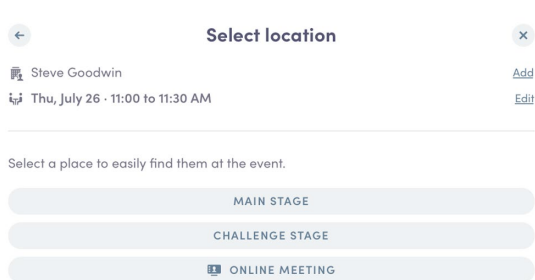 Select location
Steve Goodwin Add
Thu, July 26 · 11:00 to 11:30 AM Edit
Select a place to easily find them at the event.
MAIN STAGE
CHALLENGE STAGE
ONLINE MEETING